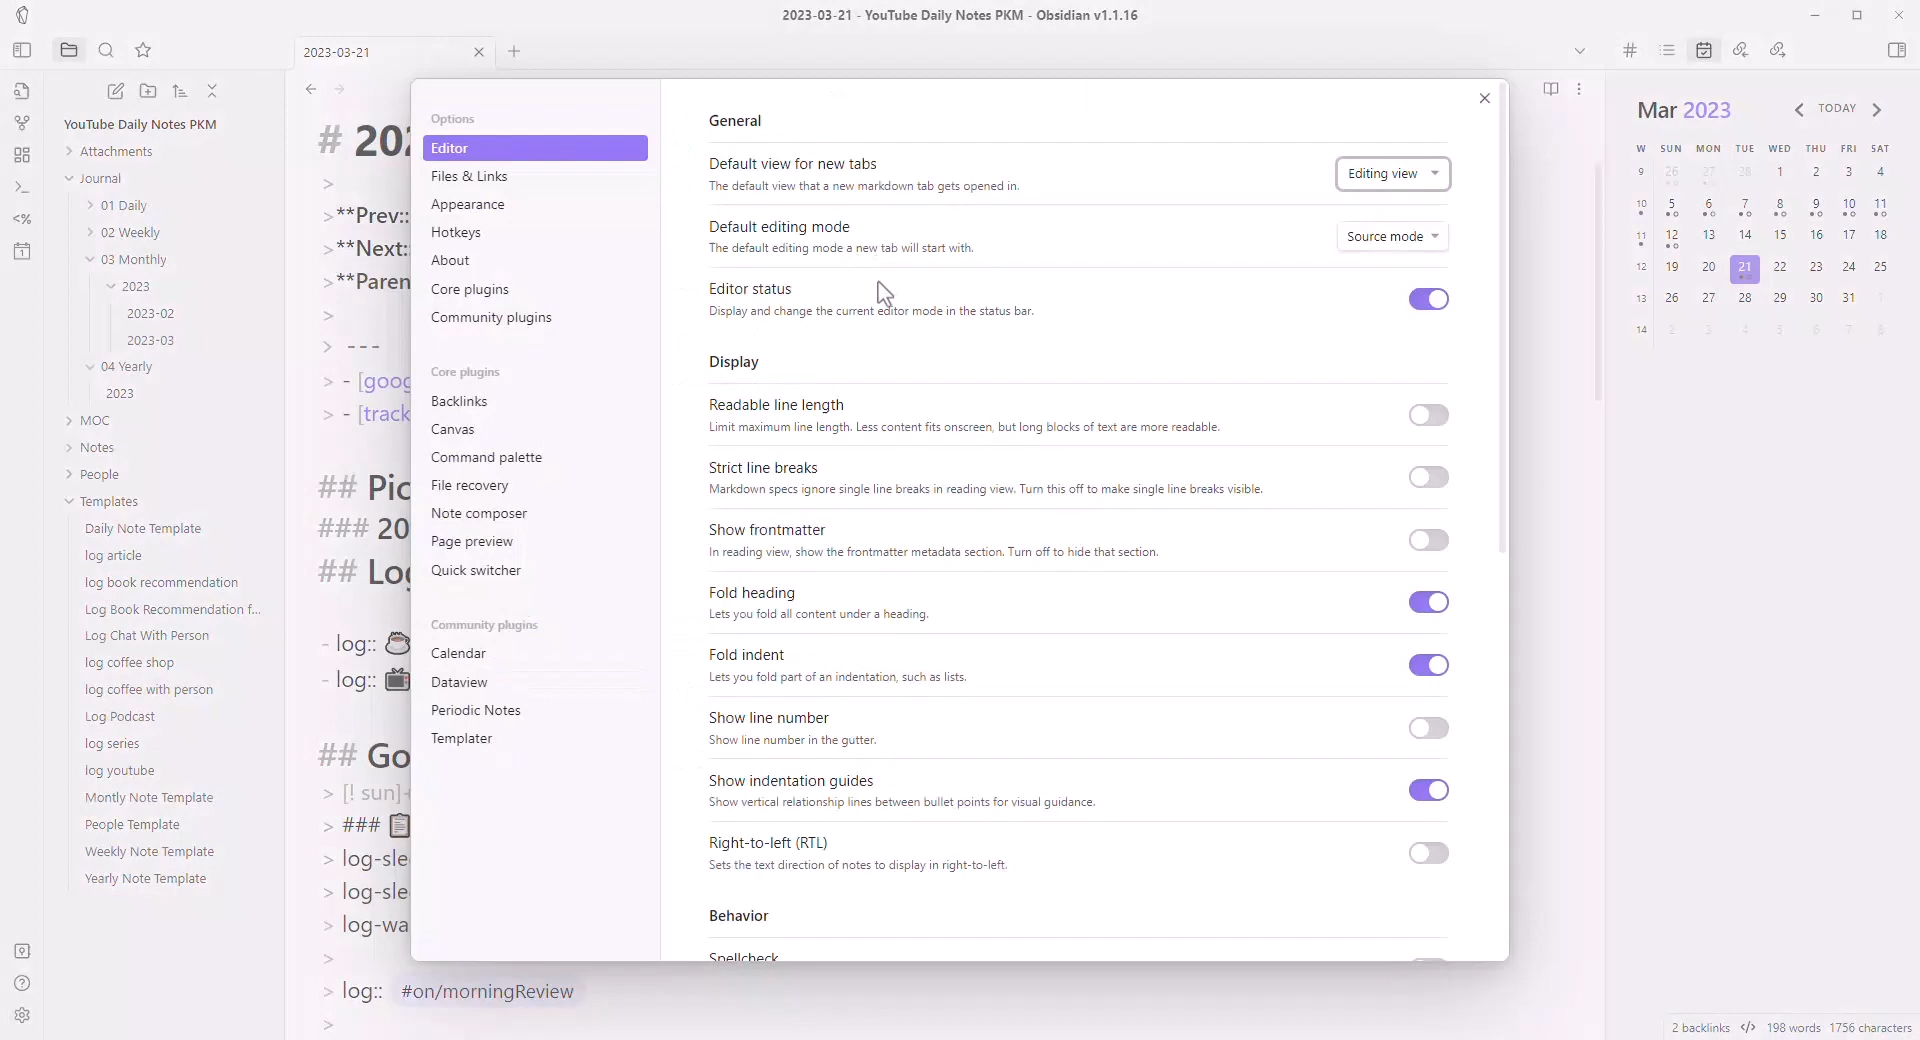 2023-03-21 - YouTube Daily Notes PKM - Obsidian v1.1.16
2023-03-21
YouTube Daily Notes PKM
Attachments
Journal
01 Daily
02 Weekly
03 Monthly
2023
2023-02
2023-03
04 Yearly
2023
MOC
Notes
People
Templates
Daily Note Template
log article
log book recommendation
Log Book Recommendation f...
Log Chat With Person
log coffee shop
log coffee with person
Log Podcast
log series
log youtube
Montly Note Template
People Template
Weekly Note Template
Yearly Note Template
# 202
>
>**Prev::
>**Next::
>**Paren
>
> ---
> - [goog
> - [track
## Pic
### 20
## Log
- log:: ☕
- log:: 📺
## Go
> [! sun]
> ### 📋
> log-sle
> log-sle
> log-wa
>
> log:: #on/morningReview
>
Options
Editor
Files & Links
Appearance
Hotkeys
About
Core plugins
Community plugins
Core plugins
Backlinks
Canvas
Command palette
File recovery
Note composer
Page preview
Quick switcher
Community plugins
Calendar
Dataview
Periodic Notes
Templater
General
Default view for new tabs
The default view that a new markdown tab gets opened in.
Editing view
Default editing mode
The default editing mode a new tab will start with.
Source mode
Editor status
Display and change the current editor mode in the status bar.
Display
Readable line length
Limit maximum line length. Less content fits onscreen, but long blocks of text are more readable.
Strict line breaks
Markdown specs ignore single line breaks in reading view. Turn this off to make single line breaks visible.
Show frontmatter
In reading view, show the frontmatter metadata section. Turn off to hide that section.
Fold heading
Lets you fold all content under a heading.
Fold indent
Lets you fold part of an indentation, such as lists.
Show line number
Show line number in the gutter.
Show indentation guides
Show vertical relationship lines between bullet points for visual guidance.
Right-to-left (RTL)
Sets the text direction of notes to display in right-to-left.
Behavior
Spellcheck
Mar 2023
TODAY
W SUN MON TUE WED THU FRI SAT
9 26 27 28 1 2 3 4
10 5 6 7 8 9 10 11
11 12 13 14 15 16 17 18
12 19 20 21 22 23 24 25
13 26 27 28 29 30 31 1
14 2 3 4 5 6 7 8
2 backlinks </> 198 words 1756 characters